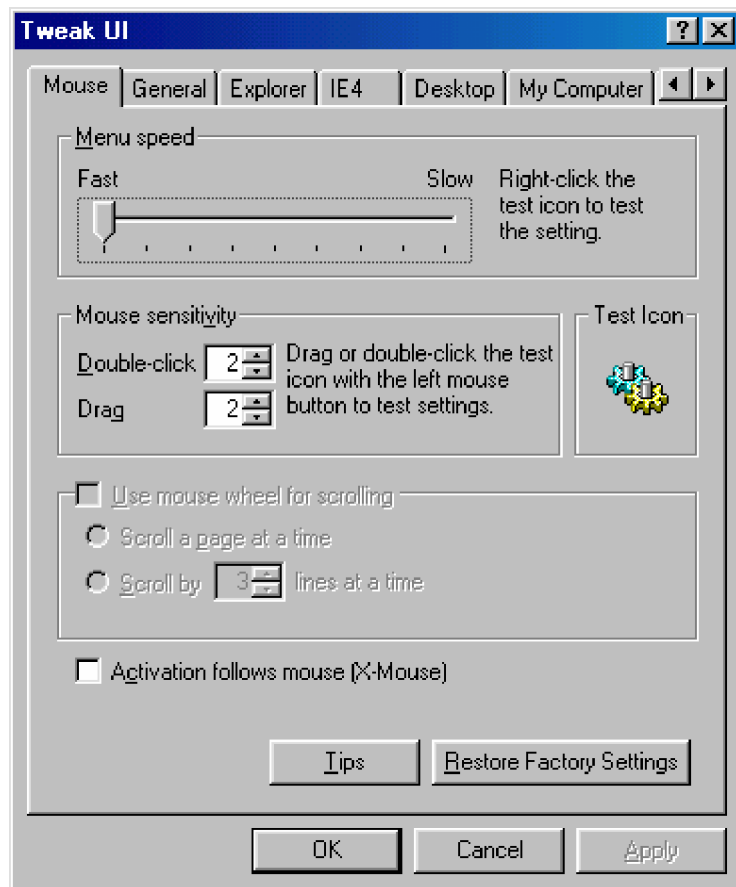 Tweak UI
Mouse General Explorer IE4 Desktop My Computer
Menu speed
Fast Slow
Right-click the
test icon to test
the setting.
Mouse sensitivity
Double-click 2
Drag 2
Drag or double-click the test
icon with the left mouse
button to test settings.
Test Icon
Use mouse wheel for scrolling
Scroll a page at a time
Scroll by 3 lines at a time
Activation follows mouse (X-Mouse)
Tips Restore Factory Settings
OK Cancel Apply